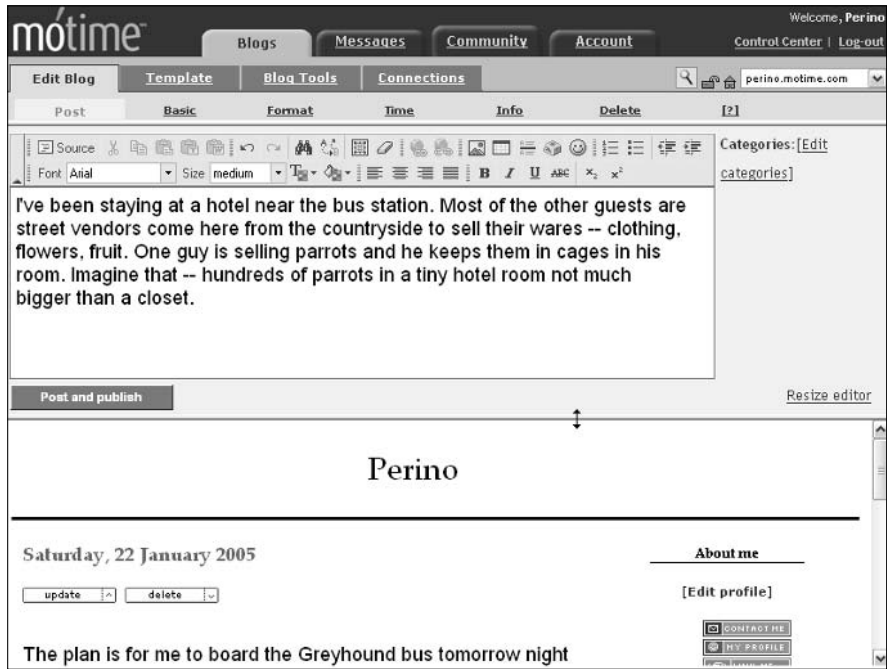 mótime™
Welcome, Perino
Blogs Messages Community Account
Control Center | Log-out
Edit Blog Template Blog Tools Connections
perino.motime.com
Post Basic Format Time Info Delete [?]
Source
Font Arial Size medium
B I U ABC x₂ x²
Categories:[Edit
categories]
I've been staying at a hotel near the bus station. Most of the other guests are
street vendors come here from the countryside to sell their wares -- clothing,
flowers, fruit. One guy is selling parrots and he keeps them in cages in his
room. Imagine that -- hundreds of parrots in a tiny hotel room not much
bigger than a closet.
Post and publish
Resize editor
Perino
Saturday, 22 January 2005
update delete
The plan is for me to board the Greyhound bus tomorrow night
About me
[Edit profile]
CONTACT ME
MY PROFILE